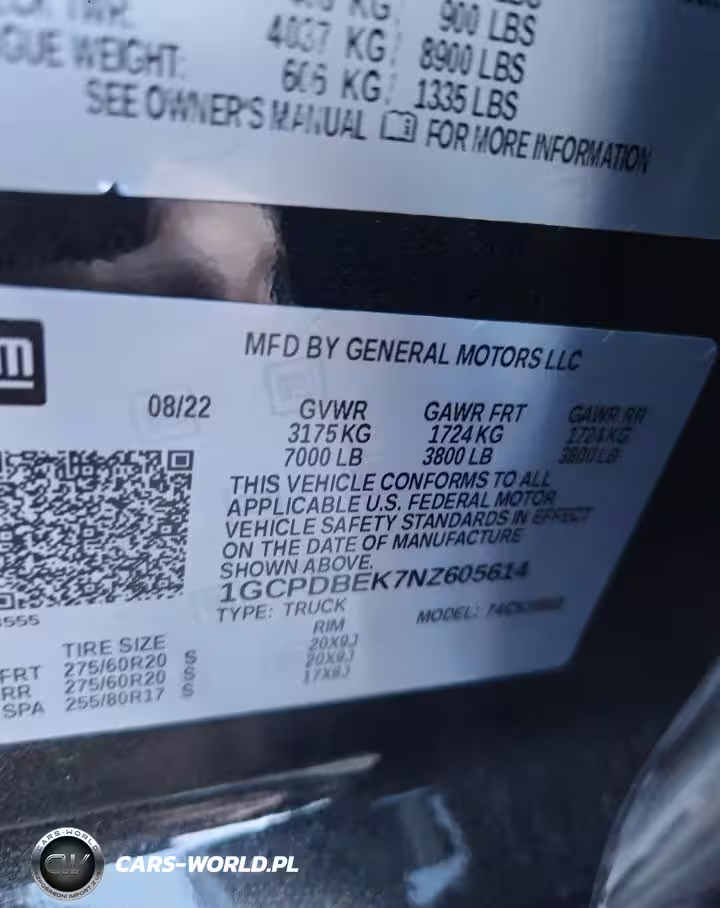 KG/ 900 LBS
4037 KG/ 8900 LBS
WEIGHT: 606 KG/ 1335 LBS
SEE OWNER'S MANUAL FOR MORE INFORMATION
m
MFD BY GENERAL MOTORS LLC
08/22 GVWR GAWR FRT GAWR RR
3175 KG 1724 KG 1724 KG
7000 LB 3800 LB 3800 LB
THIS VEHICLE CONFORMS TO ALL
APPLICABLE U.S. FEDERAL MOTOR
VEHICLE SAFETY STANDARDS IN EFFECT
ON THE DATE OF MANUFACTURE
SHOWN ABOVE.
1GCPDBEK7NZ605614
TYPE: TRUCK MODEL:
555
TIRE SIZE RIM
FRT 275/60R20 S 20X9J
RR 275/60R20 S 20X9J
SPA 255/80R17 S 17X8J
CARS-WORLD
CW
CARS-WORLD.PL